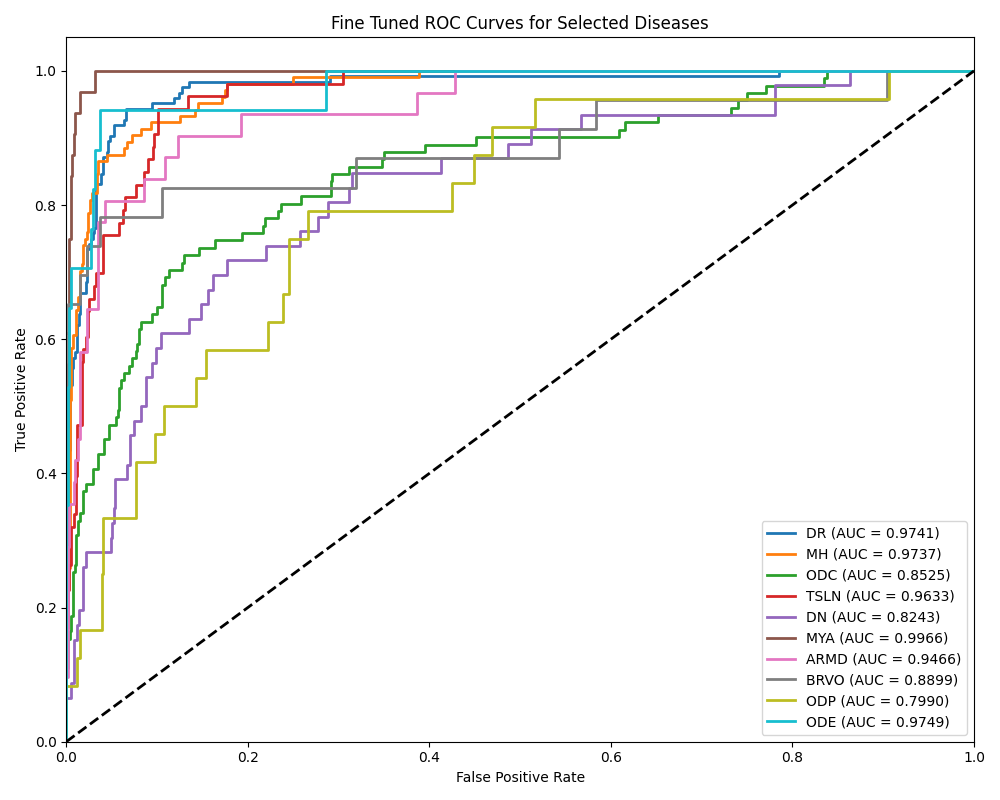 Fine Tuned ROC Curves for Selected Diseases
True Positive Rate
1.0
0.8
0.6
0.4
0.2
0.0
0.0 0.2 0.4 0.6 0.8 1.0
False Positive Rate
DR (AUC = 0.9741)
MH (AUC = 0.9737)
ODC (AUC = 0.8525)
TSLN (AUC = 0.9633)
DN (AUC = 0.8243)
MYA (AUC = 0.9966)
ARMD (AUC = 0.9466)
BRVO (AUC = 0.8899)
ODP (AUC = 0.7990)
ODE (AUC = 0.9749)